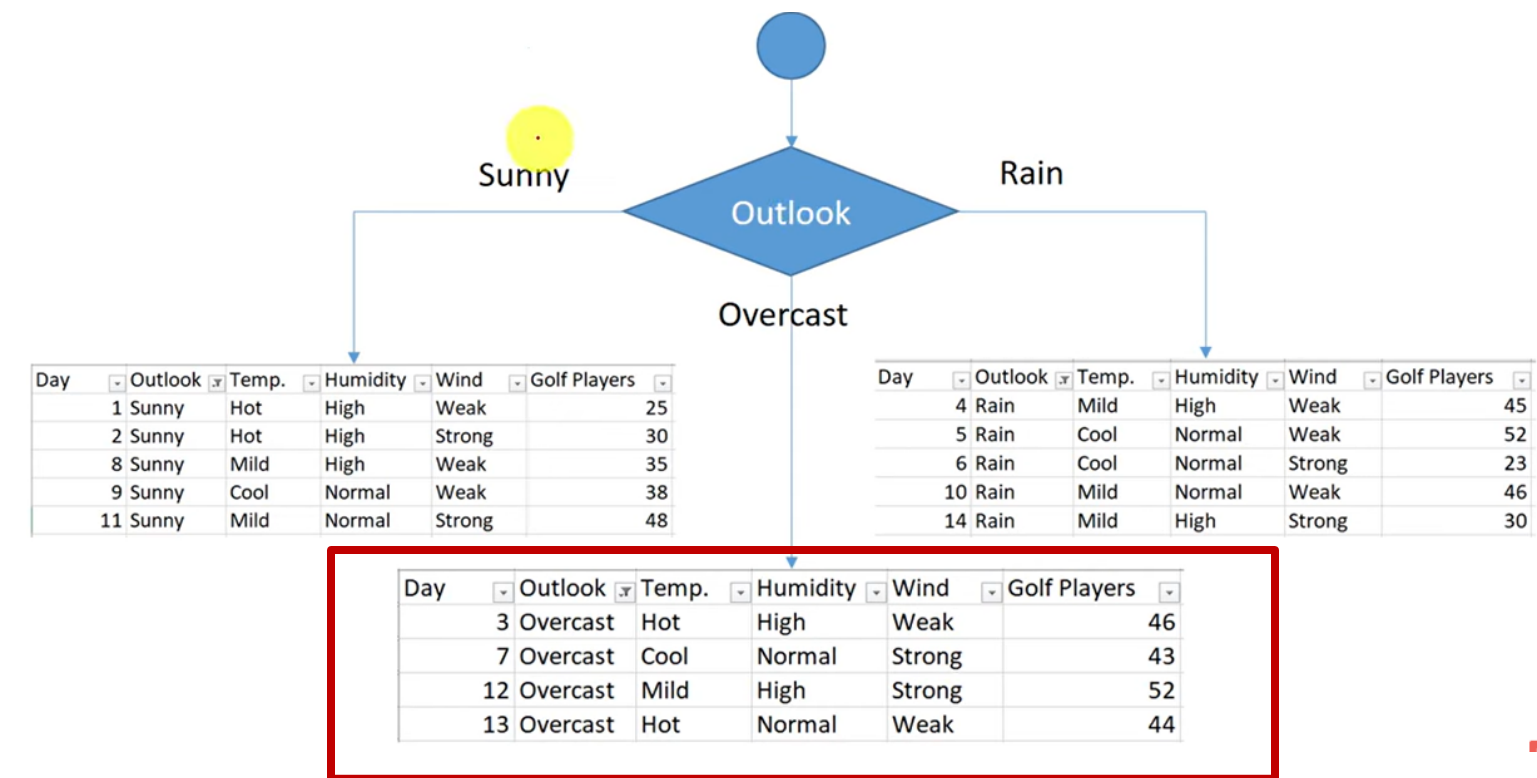 Sunny
Rain
Outlook
Overcast
Day Outlook Temp. Humidity Wind Golf Players
1 Sunny Hot High Weak 25
2 Sunny Hot High Strong 30
8 Sunny Mild High Weak 35
9 Sunny Cool Normal Weak 38
11 Sunny Mild Normal Strong 48
Day Outlook Temp. Humidity Wind Golf Players
4 Rain Mild High Weak 45
5 Rain Cool Normal Weak 52
6 Rain Cool Normal Strong 23
10 Rain Mild Normal Weak 46
14 Rain Mild High Strong 30
Day Outlook Temp. Humidity Wind Golf Players
3 Overcast Hot High Weak 46
7 Overcast Cool Normal Strong 43
12 Overcast Mild High Strong 52
13 Overcast Hot Normal Weak 44